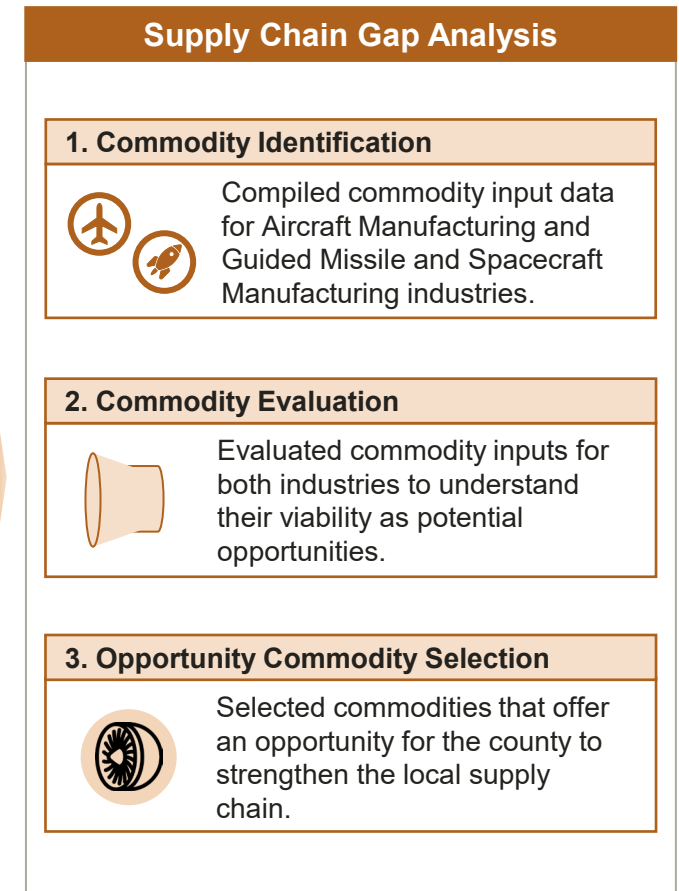 Supply Chain Gap Analysis
1. Commodity Identification
Compiled commodity input data
for Aircraft Manufacturing and
Guided Missile and Spacecraft
Manufacturing industries.
2. Commodity Evaluation
Evaluated commodity inputs for
both industries to understand
their viability as potential
opportunities.
3. Opportunity Commodity Selection
Selected commodities that offer
an opportunity for the county to
strengthen the local supply
chain.